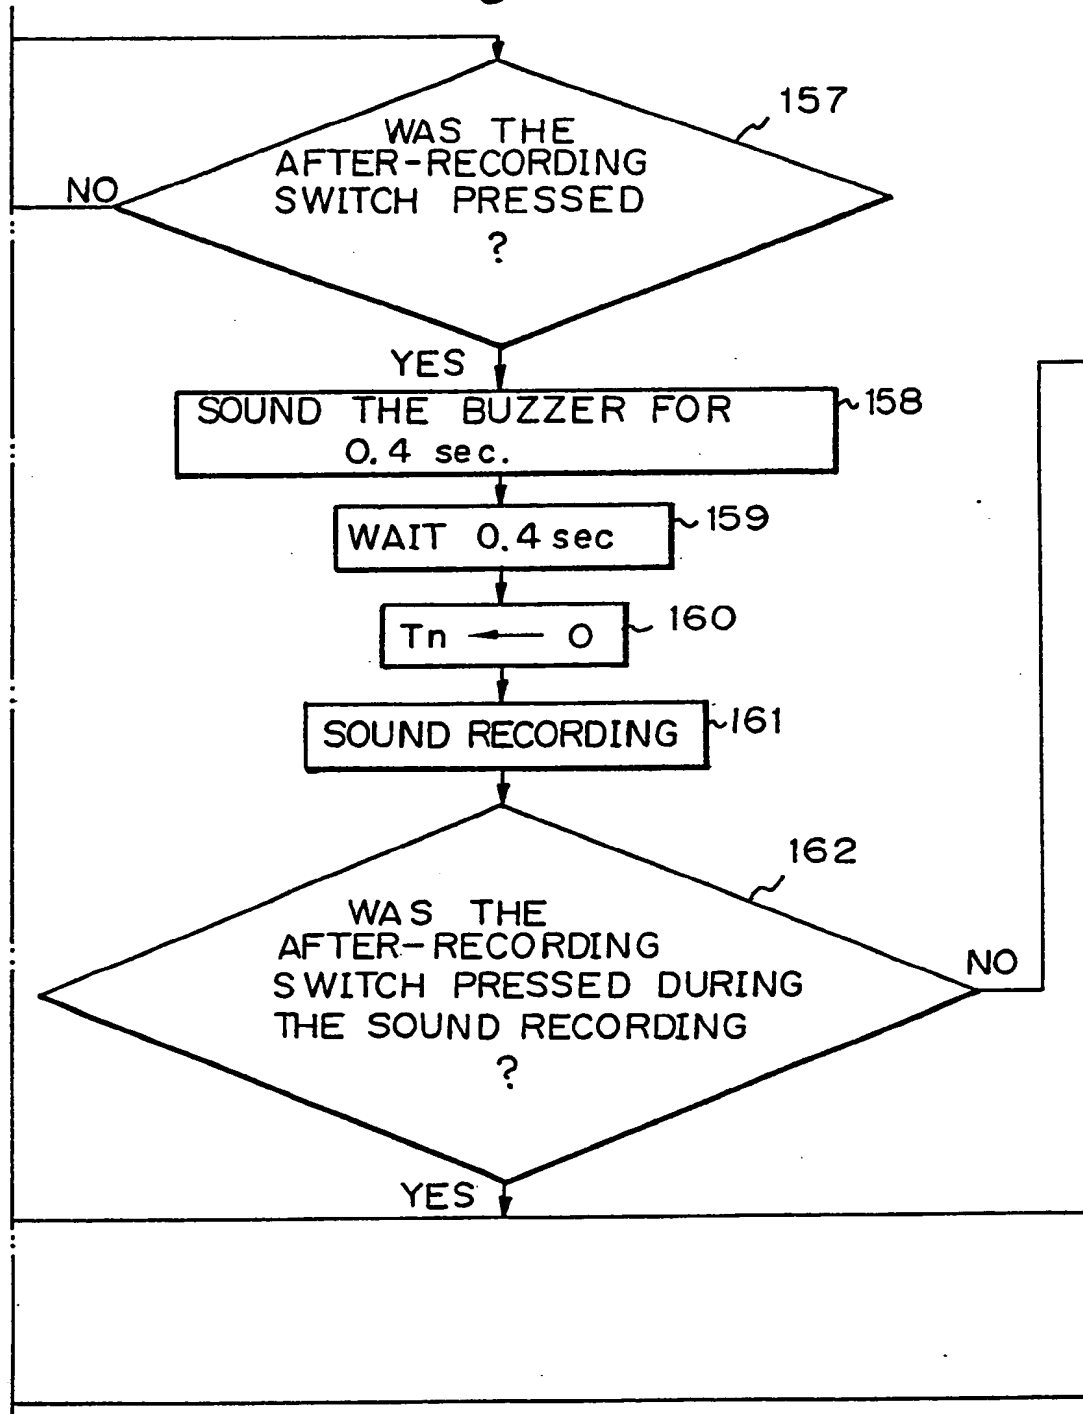 157
WAS THE
AFTER-RECORDING
SWITCH PRESSED
?
NO
YES
SOUND THE BUZZER FOR
0.4 sec.
158
WAIT 0.4 sec
159
Tn ← 0
160
SOUND RECORDING
161
162
WAS THE
AFTER-RECORDING
SWITCH PRESSED DURING
THE SOUND RECORDING
?
NO
YES